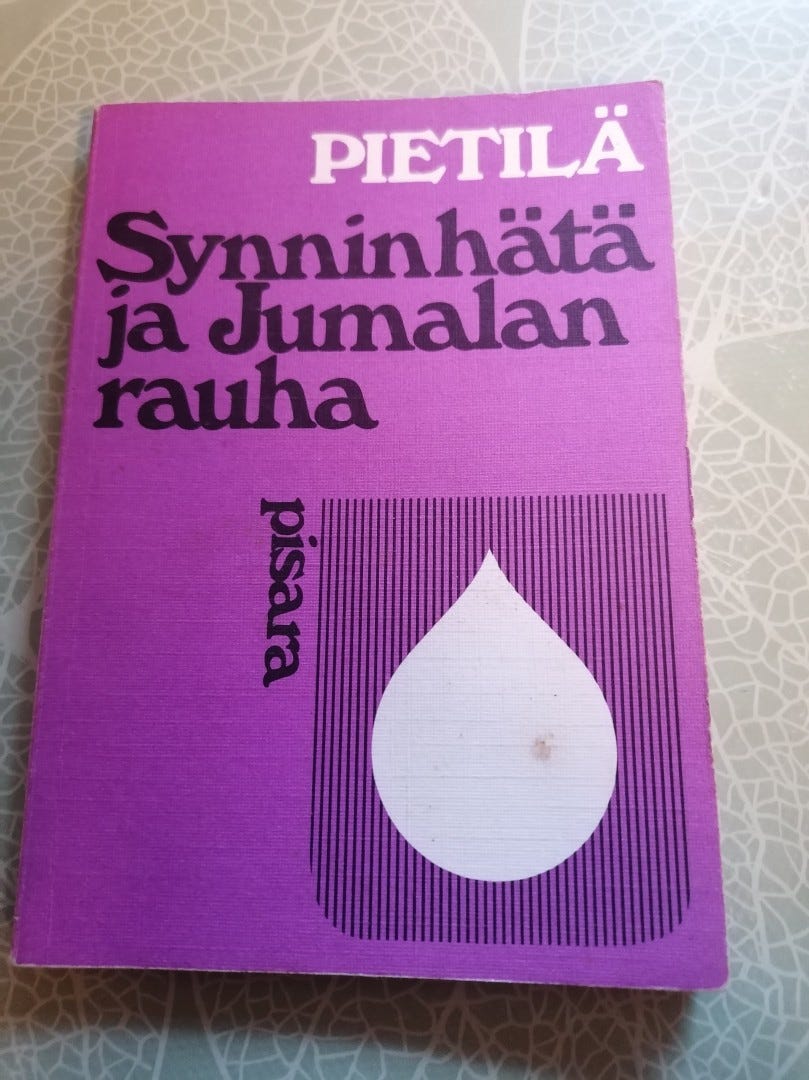 PIETILÄ
Synninhätä
ja Jumalan
rauha
pisara